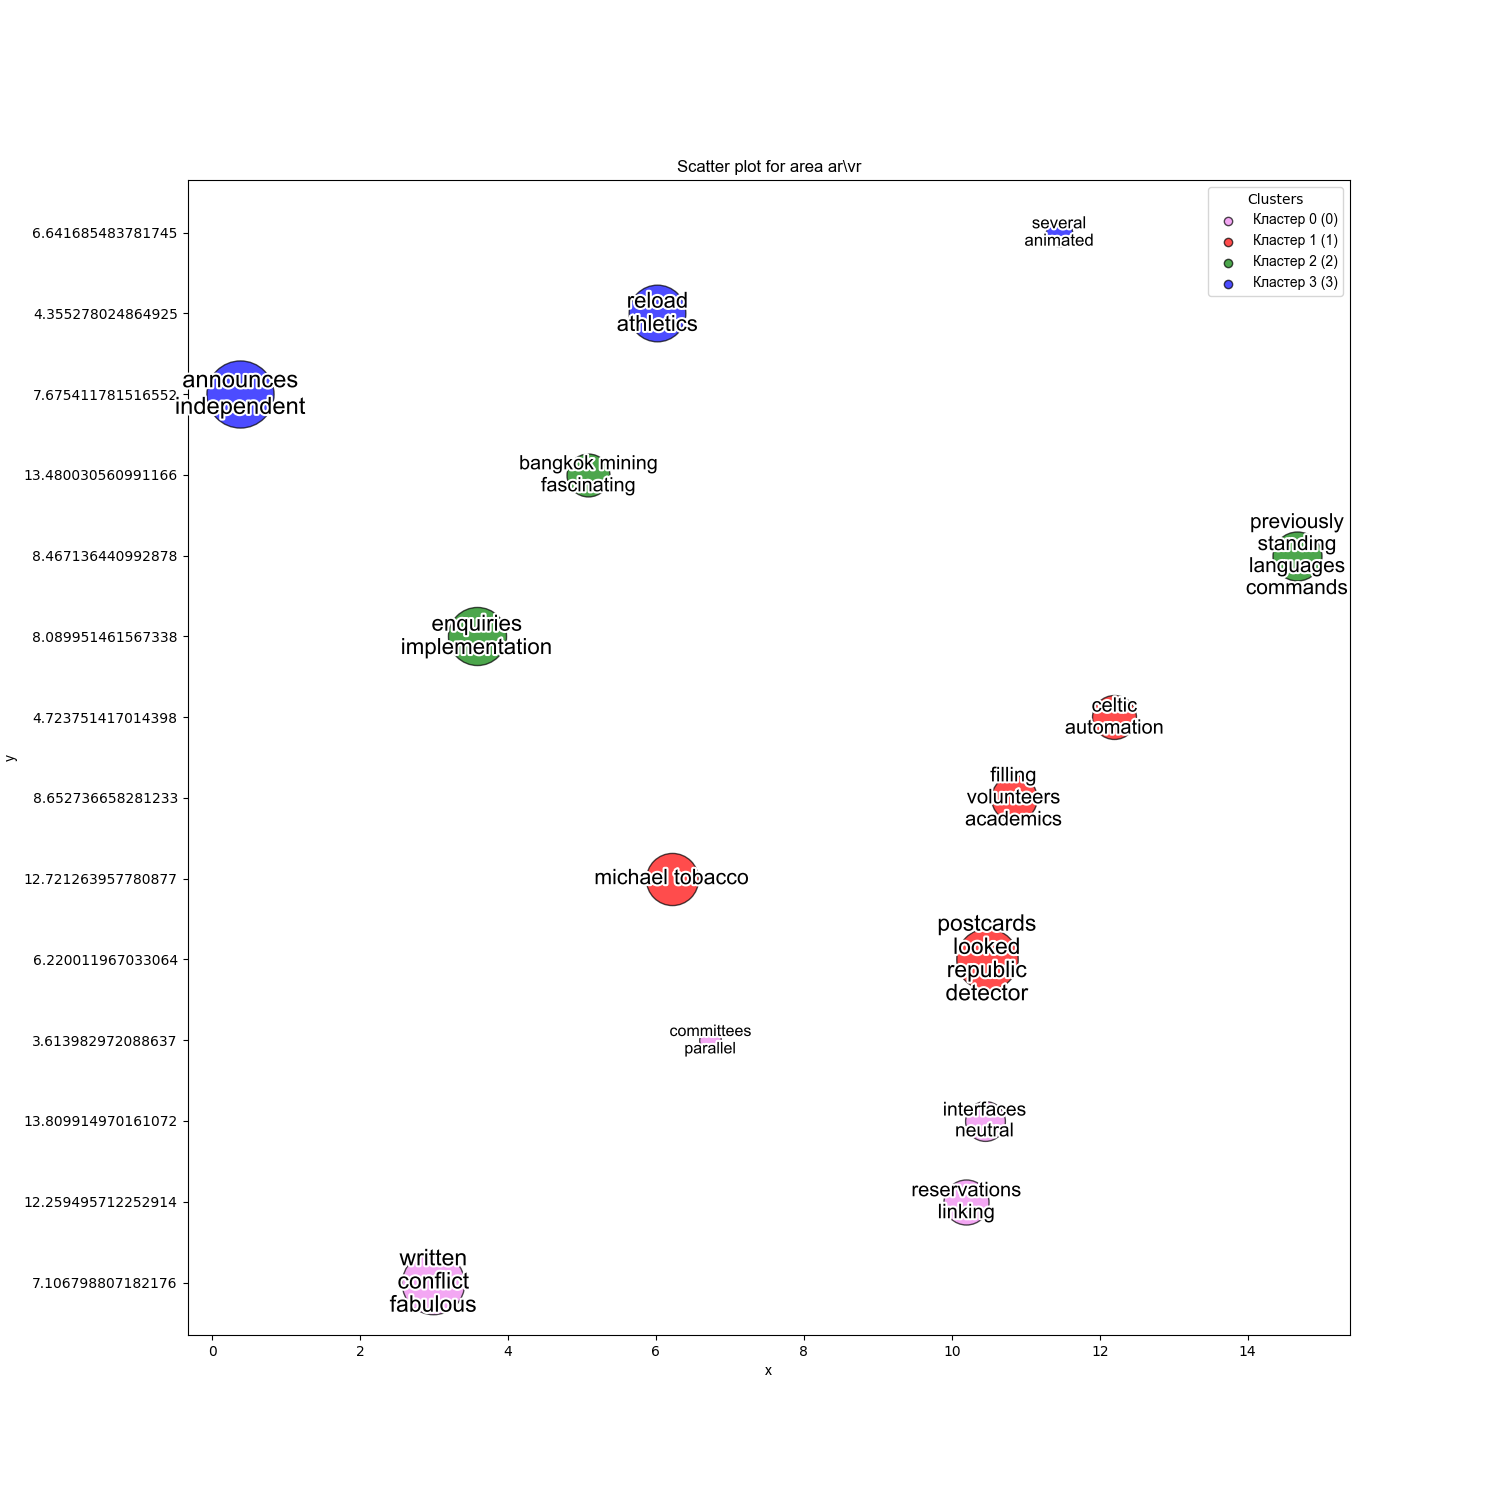 Scatter plot for area ar\vr
Clusters
Кластер 0 (0)
Кластер 1 (1)
Кластер 2 (2)
Кластер 3 (3)
6.641685483781745
4.355278024864925
7.675411781516552
13.480030560991166
8.467136440992878
8.089951461567338
4.723751417014398
8.652736658281233
12.721263957780877
6.220011967033064
3.613982972088637
13.809914970161072
12.259495712252914
7.106798807182176
y
several
animated
reload
athletics
announces
independent
bangkok mining
fascinating
previously
standing
languages
commands
enquiries
implementation
celtic
automation
filling
volunteers
academics
michael tobacco
postcards
looked
republic
detector
committees
parallel
interfaces
neutral
reservations
linking
written
conflict
fabulous
0 2 4 6 8 10 12 14
x